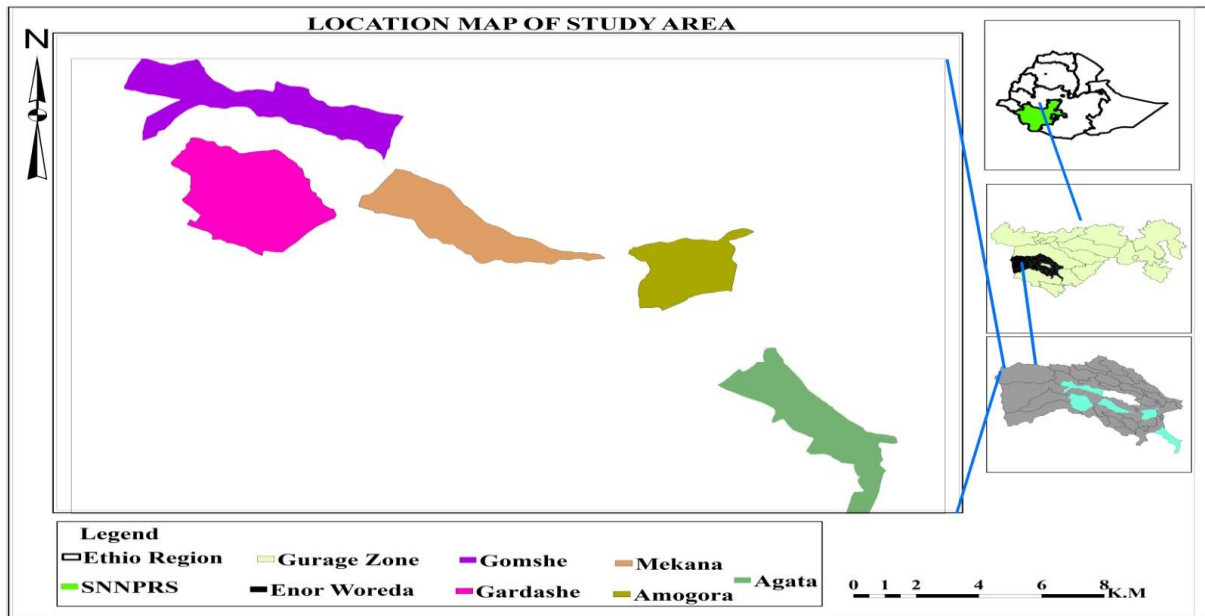 LOCATION MAP OF STUDY AREA
N
Legend
Ethio Region
Gurage Zone
Gomshe
Mekana
Agata
SNNPRS
Enor Woreda
Gardashe
Amogora
0 1 2 4 6 8
K.M